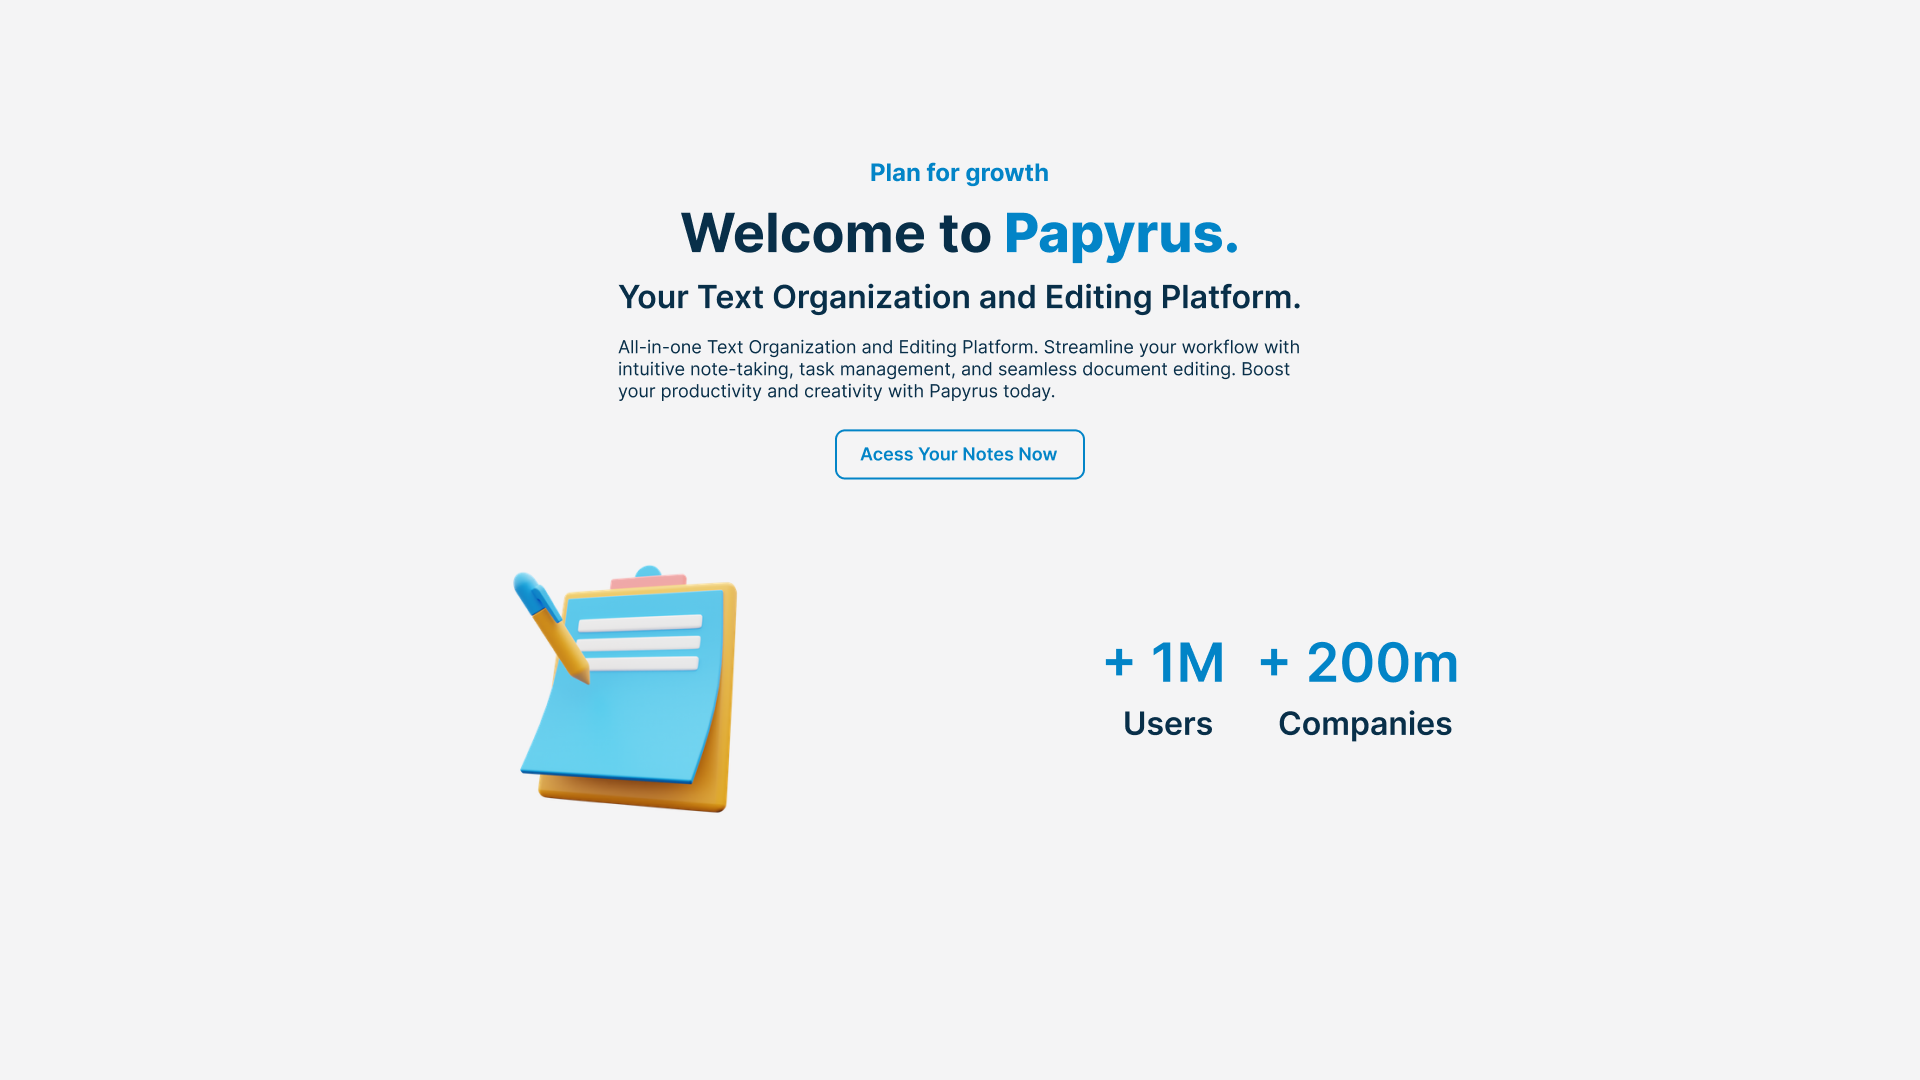 Plan for growth
Welcome to Papyrus.
Your Text Organization and Editing Platform.
All-in-one Text Organization and Editing Platform. Streamline your workflow with
intuitive note-taking, task management, and seamless document editing. Boost
your productivity and creativity with Papyrus today.
Acess Your Notes Now
+ 1M
Users
+ 200m
Companies